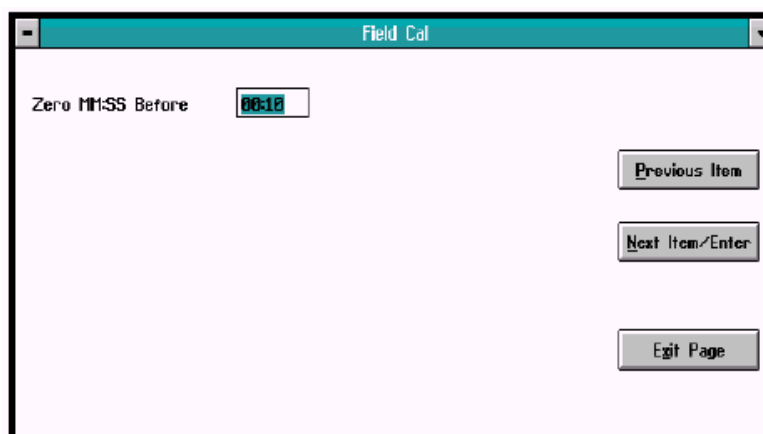 Field Cal
Zero MM:SS Before 00:10
Previous Item
Next Item/Enter
Exit Page